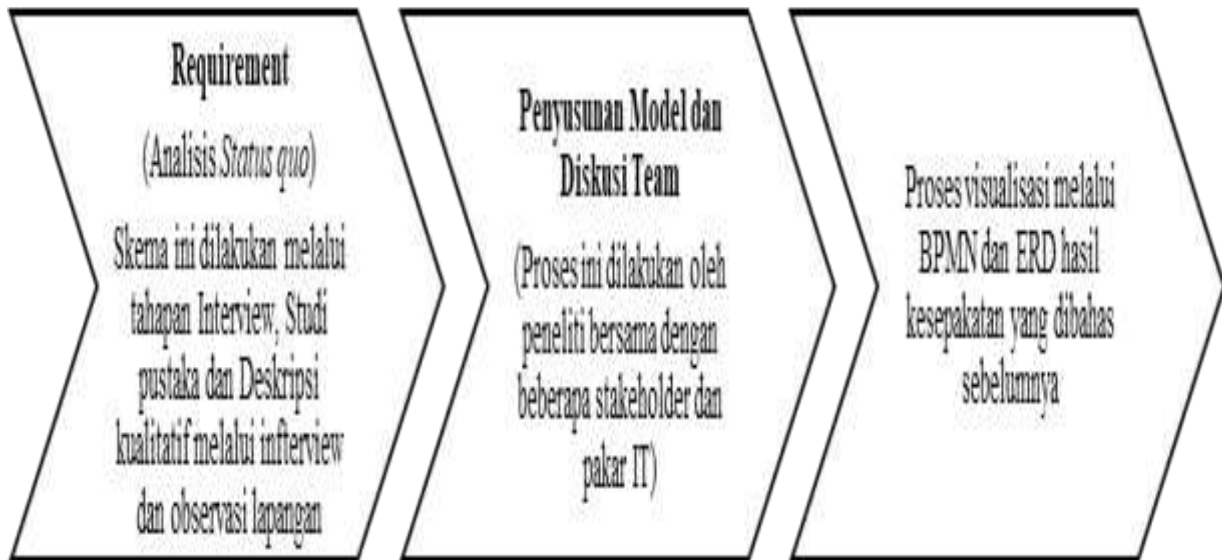 Requirement
(Analisis Status quo)
Skema ini dilakukan melalui
tahapan Interview, Studi
pustaka dan Deskripsi
kualitatif melalui infterview
dan observasi lapangan
Penyusunan Model dan
Diskusi Team
(Proses ini dilakukan oleh
peneliti bersama dengan
beberapa stakeholder dan
pakar IT)
Proses visualisasi melalui
BPMN dan ERD hasil
kesepakatan yang dibahas
sebelumnya